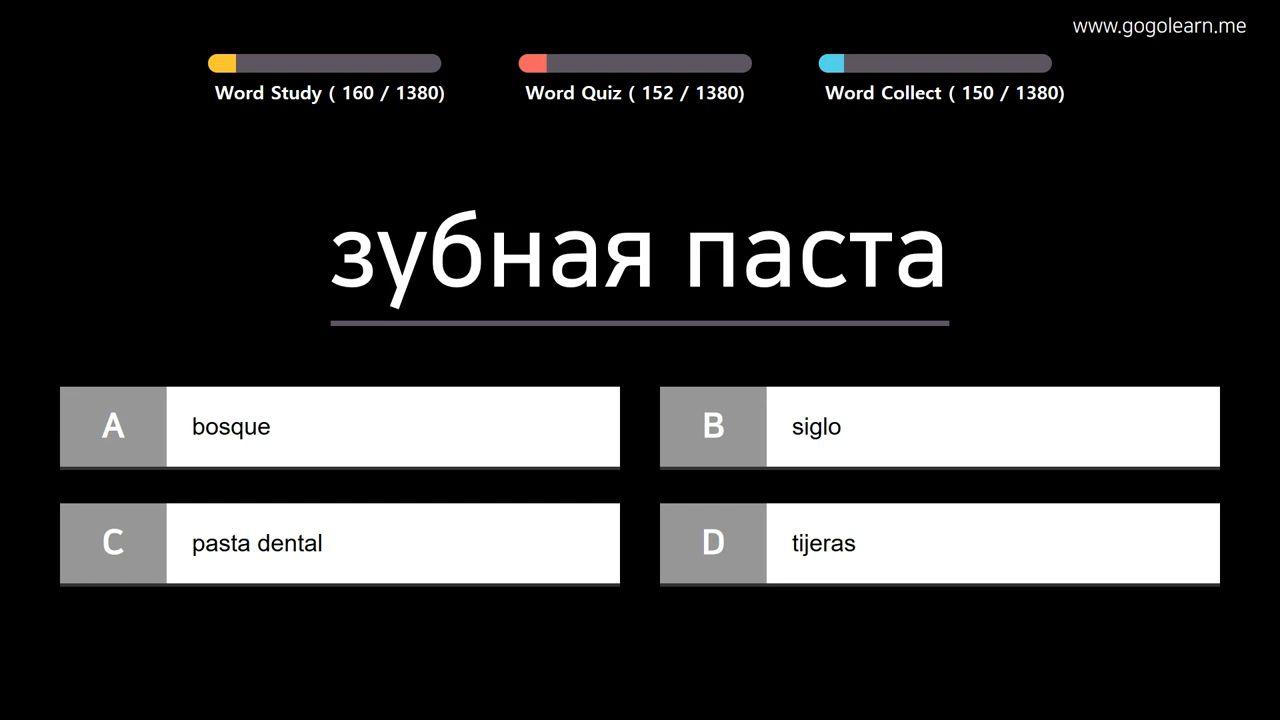 www.gogolearn.me
Word Study ( 160 / 1380)
Word Quiz ( 152 / 1380)
Word Collect ( 150 / 1380)
зубная паста
A bosque
B siglo
C pasta dental
D tijeras